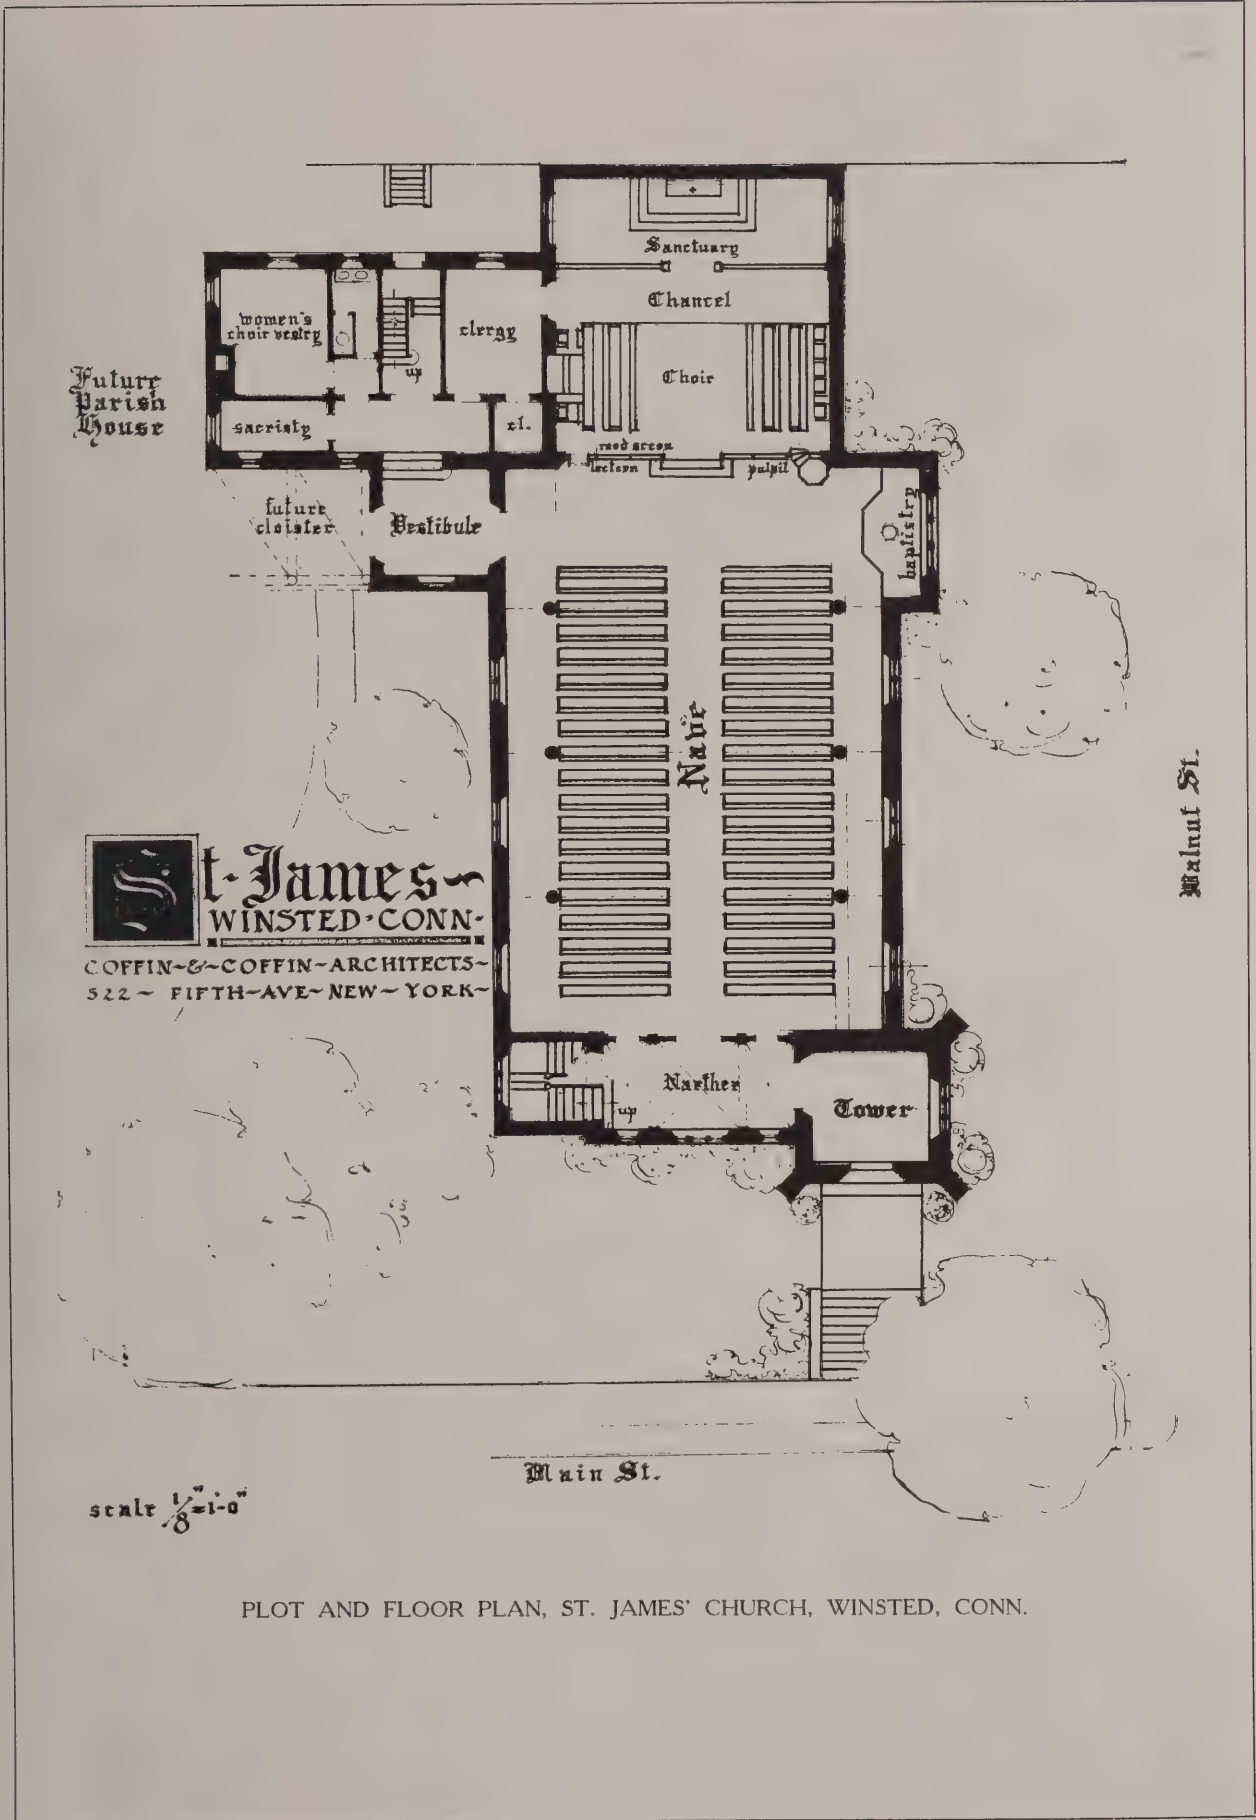 Sanctuary
Chancel
women's
choir vestry
clergy
up
Choir
Future
Parish
House
sacristy
cl.
rood screen
lectern
pulpit
future
cloister
Vestibule
baptistry
Nave
Walnut St.
St. James
WINSTED·CONN·
COFFIN~&~COFFIN~ARCHITECTS~
522~ FIFTH~AVE~NEW~YORK~
Narthex
up
Tower
Main St.
scale 1/8"=1'-0"
PLOT AND FLOOR PLAN, ST. JAMES' CHURCH, WINSTED, CONN.